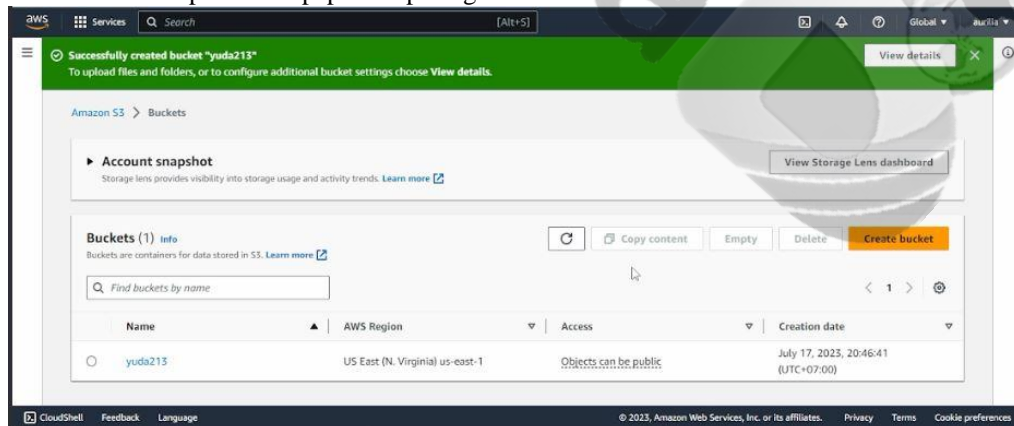 aws Services Search [Alt+S] Global aurilia
Successfully created bucket "yuda213"
To upload files and folders, or to configure additional bucket settings choose View details.
View details
Amazon S3 > Buckets
Account snapshot
Storage lens provides visibility into storage usage and activity trends. Learn more
View Storage Lens dashboard
Buckets (1) Info
Buckets are containers for data stored in S3. Learn more
Copy content Empty Delete Create bucket
Find buckets by name
< 1 >
Name AWS Region Access Creation date
yuda213 US East (N. Virginia) us-east-1 Objects can be public July 17, 2023, 20:46:41
(UTC+07:00)
CloudShell Feedback Language © 2023, Amazon Web Services, Inc. or its affiliates. Privacy Terms Cookie preferences